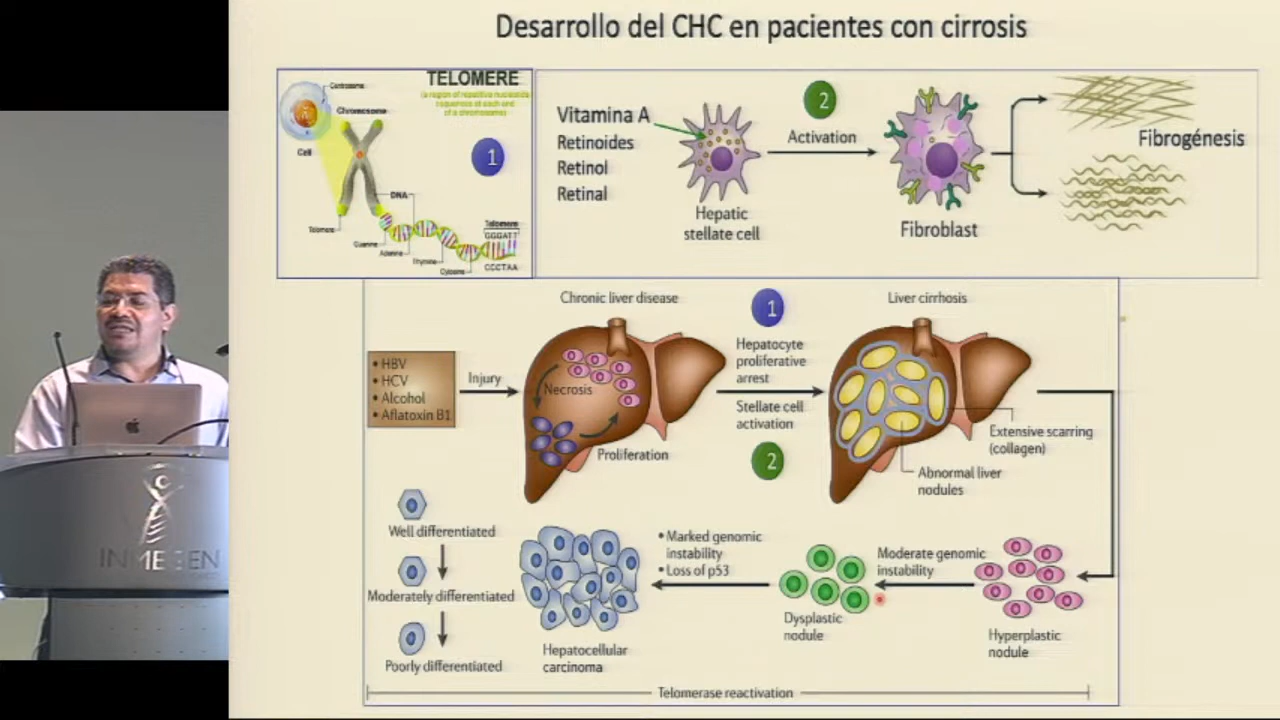 Desarrollo del CHC en pacientes con cirrosis
TELOMERE
(a region of repetitive nucleotide
sequences at each end
of a chromosome)
Centrosome
Chromosome
Cell
1
DNA
Telomere
Guanine
Adenine
Thymine
Cytosine
Telomere
GGGATT
CCCTAA
Vitamina A
Retinoides
Retinol
Retinal
Hepatic
stellate cell
2
Activation
Fibroblast
Fibrogénesis
Chronic liver disease
1
Liver cirrhosis
• HBV
• HCV
• Alcohol
• Aflatoxin B1
Injury
Necrosis
Proliferation
Hepatocyte
proliferative
arrest
Stellate cell
activation
2
Extensive scarring
(collagen)
Abnormal liver
nodules
Well differentiated
Moderately differentiated
Poorly differentiated
Hepatocellular
carcinoma
• Marked genomic
instability
• Loss of p53
Dysplastic
nodule
Moderate genomic
instability
Hyperplastic
nodule
Telomerase reactivation
INMEGEN